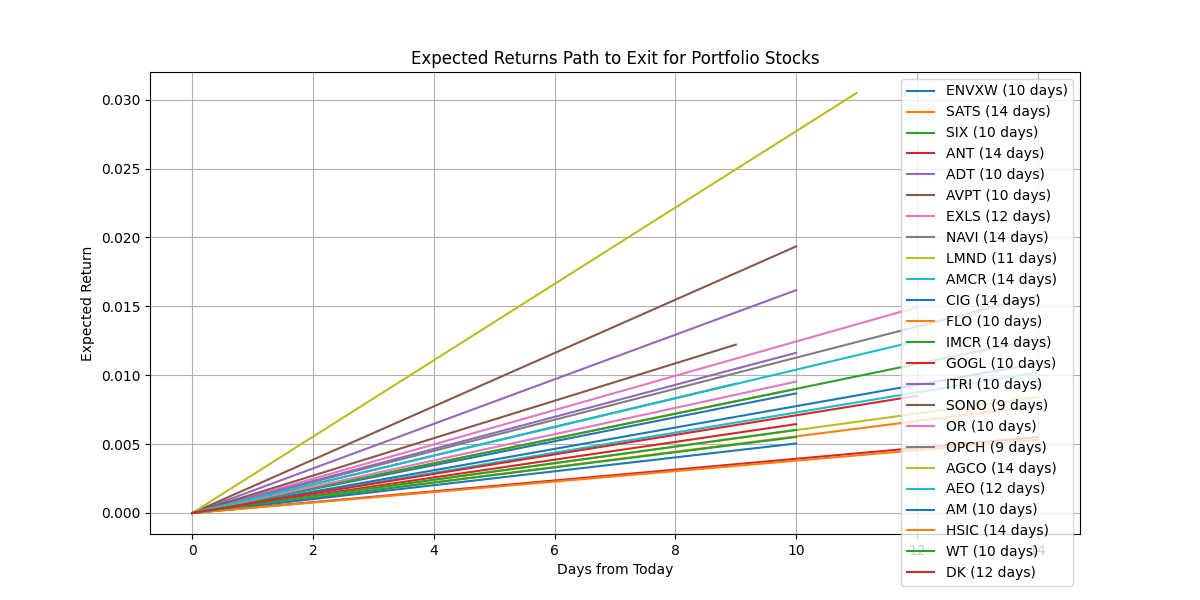 Expected Returns Path to Exit for Portfolio Stocks
Expected Return
0.030
0.025
0.020
0.015
0.010
0.005
0.000
0 2 4 6 8 10 12 14
Days from Today
ENVXW (10 days)
SATS (14 days)
SIX (10 days)
ANT (14 days)
ADT (10 days)
AVPT (10 days)
EXLS (12 days)
NAVI (14 days)
LMND (11 days)
AMCR (14 days)
CIG (14 days)
FLO (10 days)
IMCR (14 days)
GOGL (10 days)
ITRI (10 days)
SONO (9 days)
OR (10 days)
OPCH (9 days)
AGCO (14 days)
AEO (12 days)
AM (10 days)
HSIC (14 days)
WT (10 days)
DK (12 days)